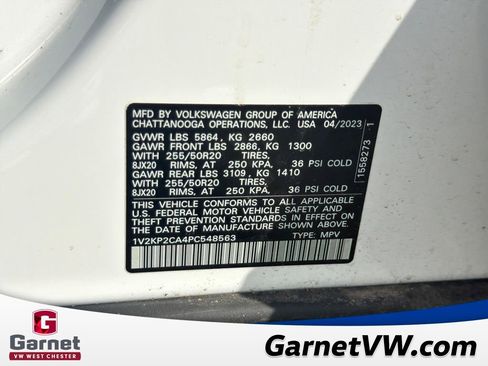 MFD BY VOLKSWAGEN GROUP OF AMERICA
CHATTANOOGA OPERATIONS, LLC. USA 04/2023
GVWR LBS 5864, KG 2660
GAWR FRONT LBS 2866, KG 1300
WITH 255/50R20 TIRES,
8JX20 RIMS, AT 250 KPA, 36 PSI COLD
GAWR REAR LBS 3109, KG 1410
WITH 255/50R20 TIRES,
8JX20 RIMS, AT 250 KPA, 36 PSI COLD
THIS VEHICLE CONFORMS TO ALL APPLICABLE
U.S. FEDERAL MOTOR VEHICLE SAFETY AND
THEFT PREVENTION STANDARDS IN EFFECT ON
THE DATE OF MANUFACTURE SHOWN ABOVE.
1V2KP2CA4PC548563 TYPE: MPV
1558273 1
G
Garnet
VW WEST CHESTER
GarnetVW.com